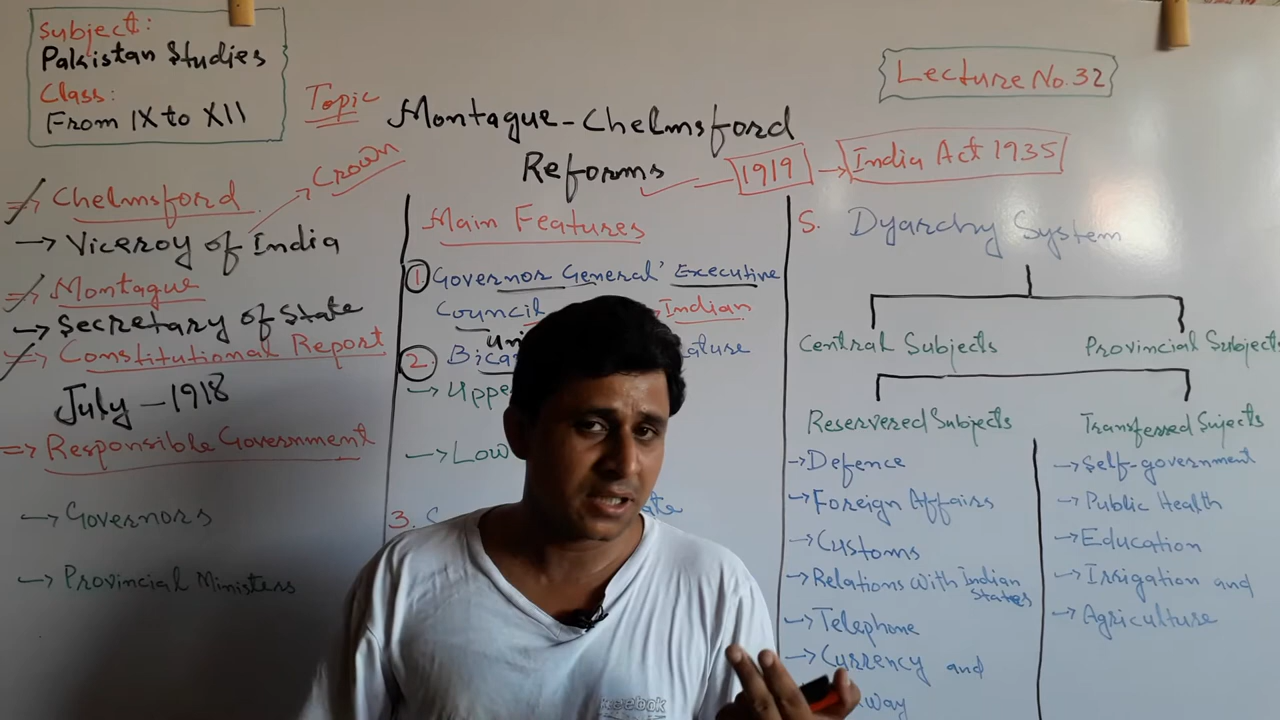 Subject:
Pakistan Studies
Class:
From IX to XII
Lecture No.32
Topic
Montague-Chelmsford
Reforms
1919
India Act 1935
Crown
Chelmsford
Viceroy of India
Montague
Secretary of State
Constitutional Report
July - 1918
Responsible Government
Governors
Provincial Ministers
Main Features
1. Governor General' Executive
Council Indian
2.
3.
5. Dyarchy System
Central Subjects Provincial Subjects
Reservered Subjects
Defence
Foreign Affairs
Customs
Relations with Indian
States
Telephone
Currency and
Transferred Sujects
Self-government
Public Health
Education
Irrigation and
Agriculture
Reebok